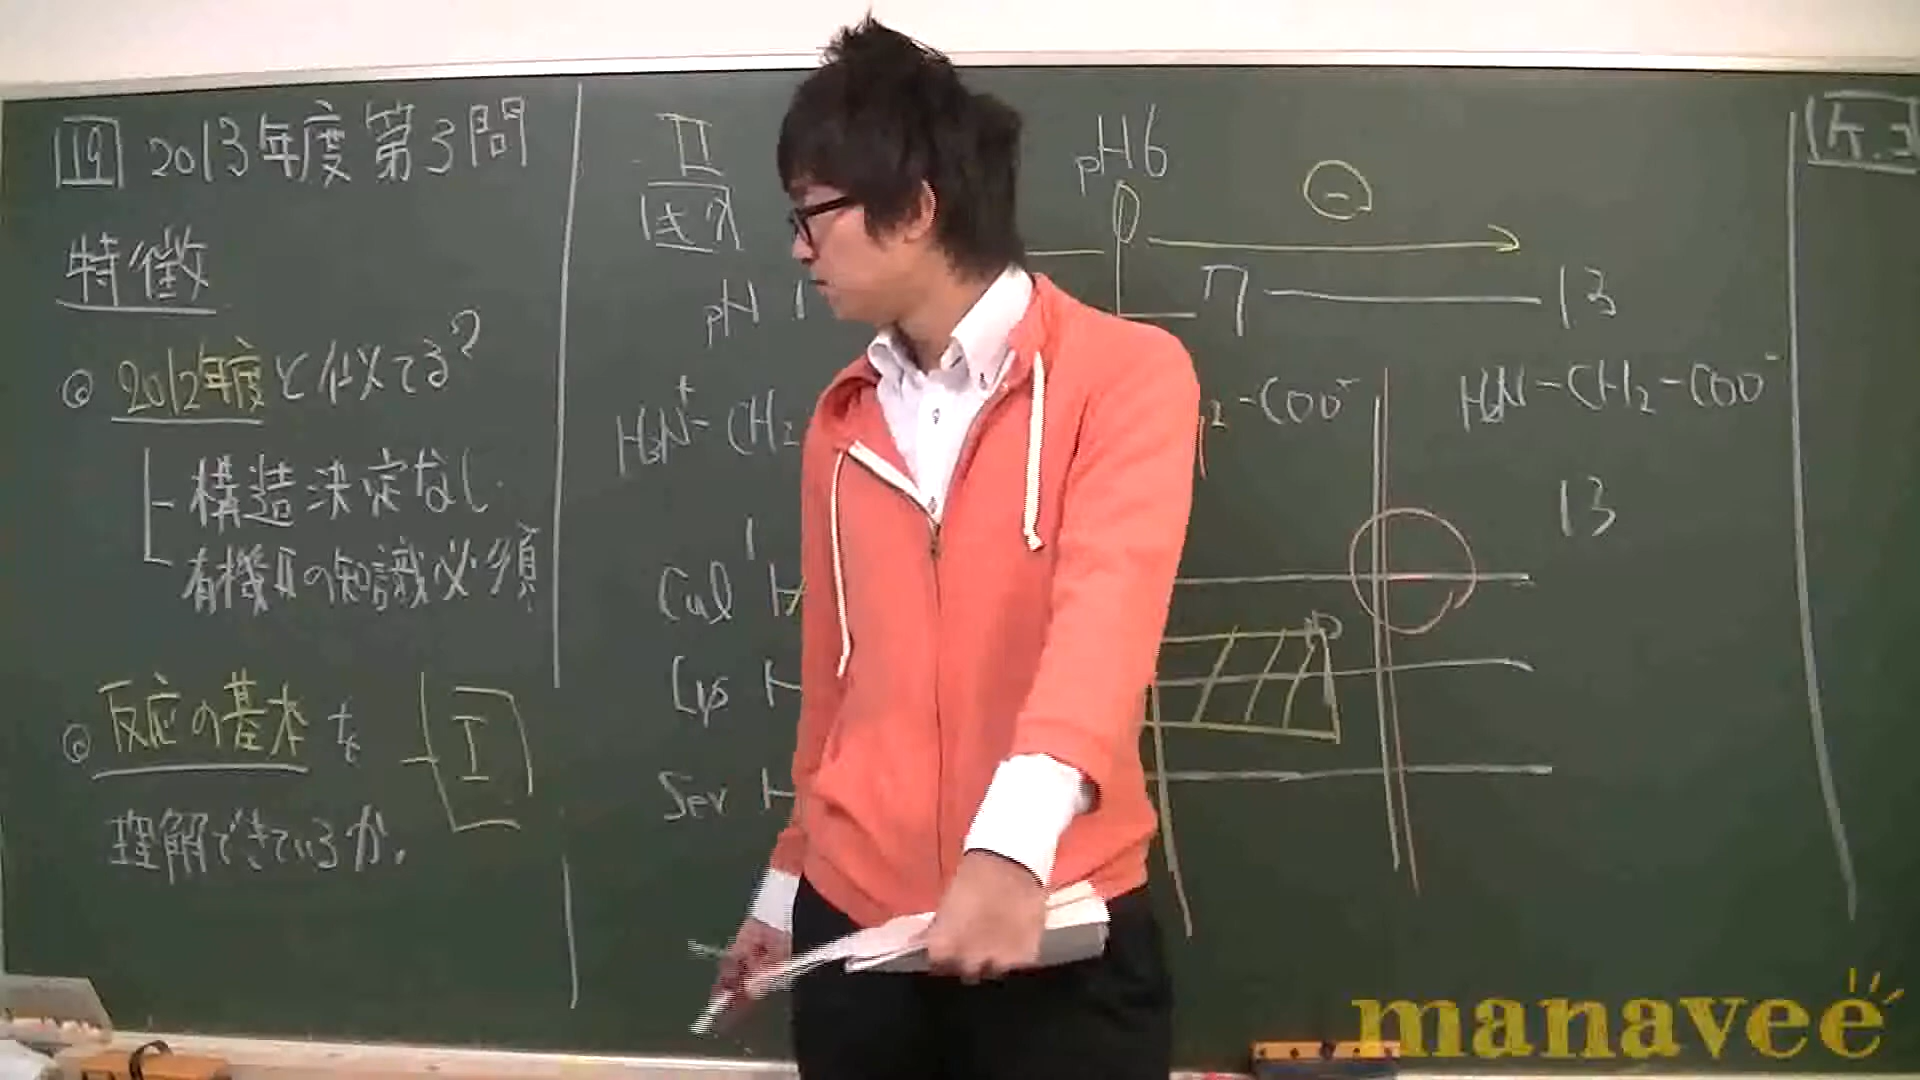 19 2013年度第3問
特徴
◎ 2012年度と似てる?
構造決定なし
有機IIの知識必須
◎ 反応の基本を
I
理解できているか.
II
pH6
−
pH 1
7
13
H₃N⁺-CH₂
₂-COO⁻
H₂N-CH₂-COO⁻
1
13
Ser
manavee